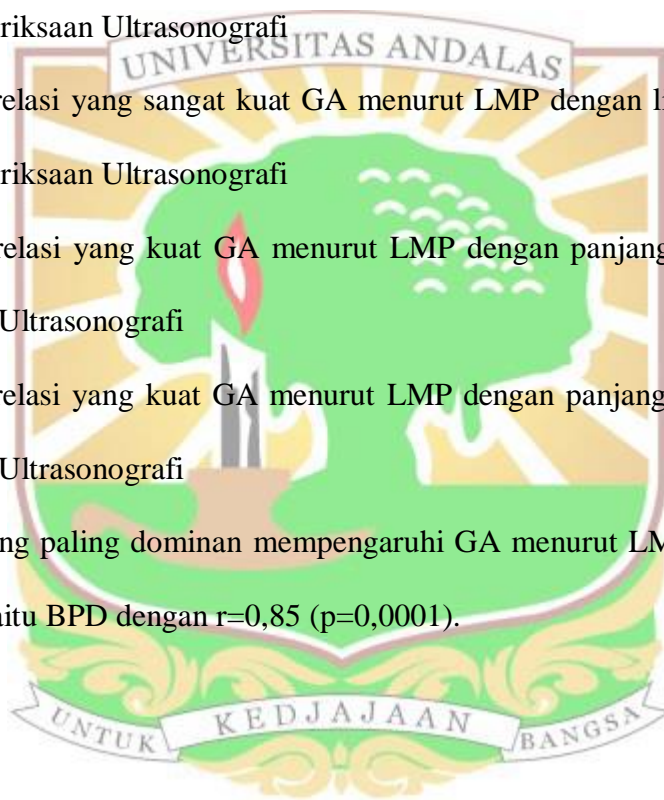 riksaan Ultrasonografi
UNIVERSITAS ANDALAS
relasi yang sangat kuat GA menurut LMP dengan
riksaan Ultrasonografi
relasi yang kuat GA menurut LMP dengan panjang
Ultrasonografi
relasi yang kuat GA menurut LMP dengan panjang
Ultrasonografi
ng paling dominan mempengaruhi GA menurut
aitu BPD dengan r=0,85 (p=0,0001).
UNTUK KEDJAJAAN BANGSA